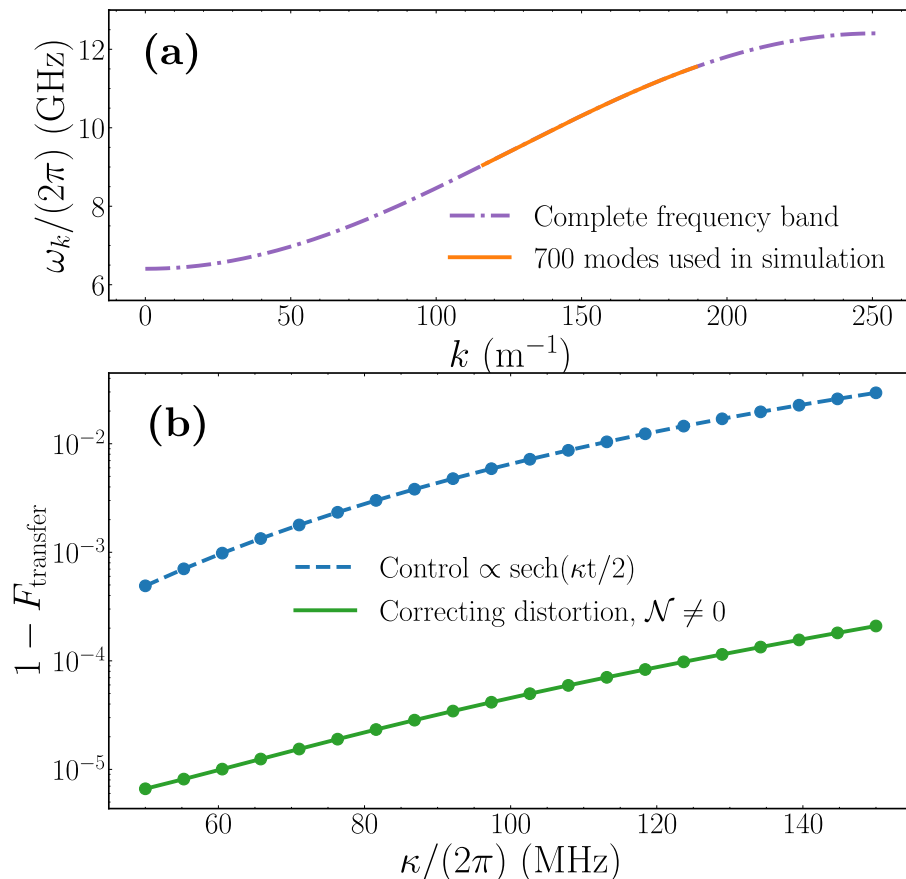 (a)
ω_k/(2π) (GHz)
12
10
8
6
Complete frequency band
700 modes used in simulation
0 50 100 150 200 250
k (m⁻¹)
(b)
1 − F_transfer
10⁻²
10⁻³
10⁻⁴
10⁻⁵
Control ∝ sech(κt/2)
Correcting distortion, 𝒩 ≠ 0
60 80 100 120 140
κ/(2π) (MHz)